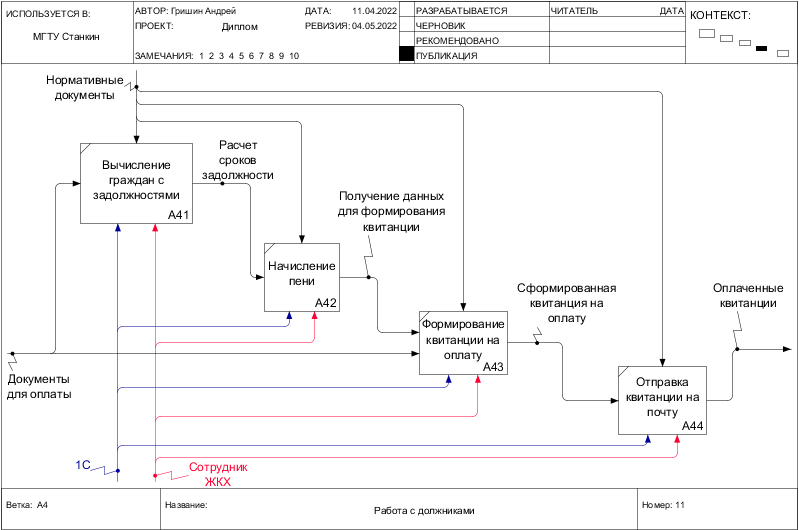 ИСПОЛЬЗУЕТСЯ В:
МГТУ Станкин
АВТОР: Гришин Андрей
ДАТА: 11.04.2022
ПРОЕКТ: Диплом
РЕВИЗИЯ: 04.05.2022
ЗАМЕЧАНИЯ: 1 2 3 4 5 6 7 8 9 10
РАЗРАБАТЫВАЕТСЯ
ЧЕРНОВИК
РЕКОМЕНДОВАНО
ПУБЛИКАЦИЯ
ЧИТАТЕЛЬ ДАТА
КОНТЕКСТ:
Нормативные
документы
Вычисление
граждан с
задолжностями
A41
Расчет
сроков
задолжности
Получение данных
для формирования
квитанции
Начисление
пени
A42
Формирование
квитанции на
оплату
A43
Сформированная
квитанция на
оплату
Оплаченные
квитанции
Отправка
квитанции на
почту
A44
Документы
для оплаты
1С
Сотрудник
ЖКХ
Ветка: A4
Название:
Работа с должниками
Номер: 11